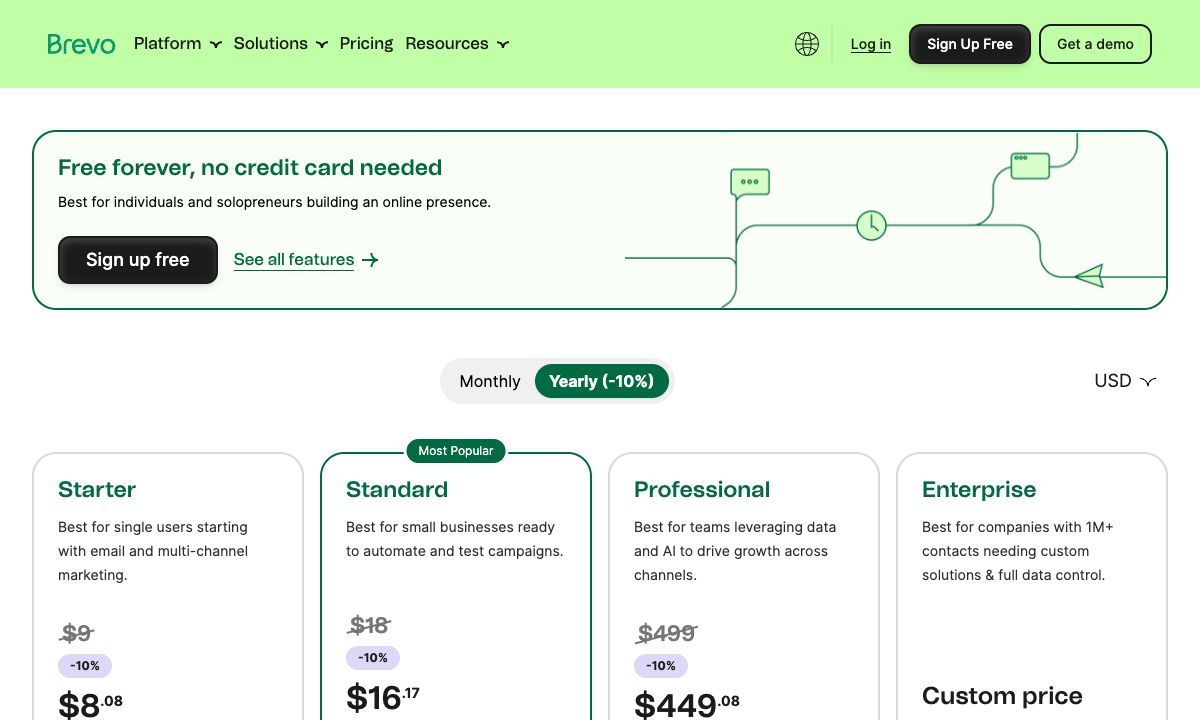 Brevo Platform Solutions Pricing Resources Log in Sign Up Free Get a demo
Free forever, no credit card needed
Best for individuals and solopreneurs building an online presence.
Sign up free See all features
Monthly Yearly (-10%) USD
Most Popular
Starter
Best for single users starting
with email and multi-channel
marketing.
$9
-10%
$8.08
Standard
Best for small businesses ready
to automate and test campaigns.
$18
-10%
$16.17
Professional
Best for teams leveraging data
and AI to drive growth across
channels.
$499
-10%
$449.08
Enterprise
Best for companies with 1M+
contacts needing custom
solutions & full data control.
Custom price